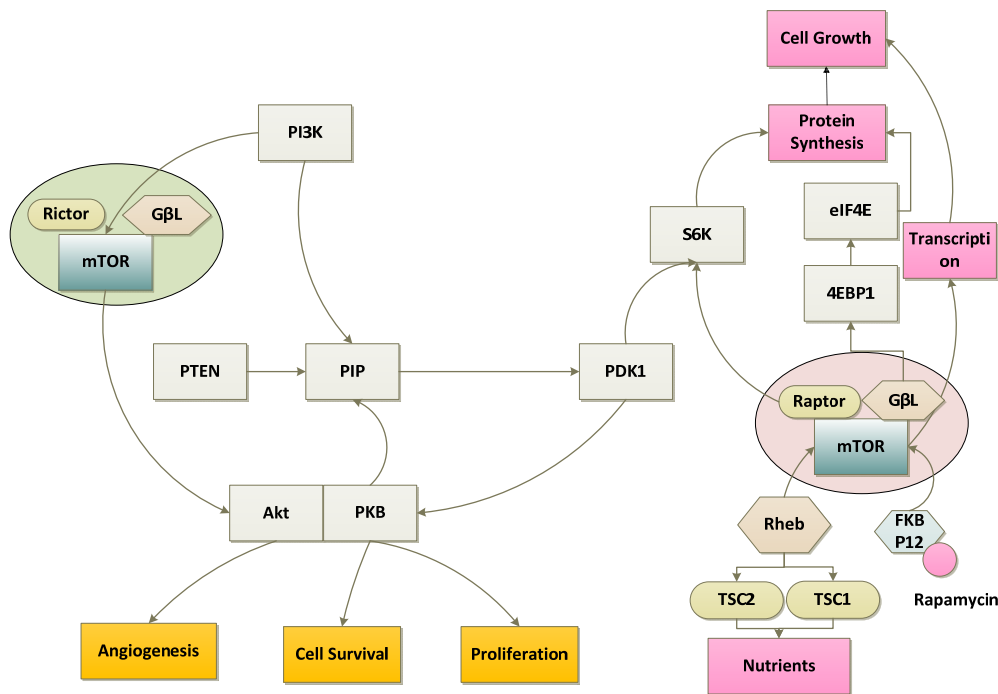 Cell Growth
Protein
Synthesis
PI3K
Rictor
GβL
mTOR
eIF4E
S6K
Transcripti
on
4EBP1
PTEN
PIP
PDK1
Raptor
GβL
mTOR
Akt
PKB
Rheb
FKB
P12
TSC2
TSC1
Rapamycin
Angiogenesis
Cell Survival
Proliferation
Nutrients